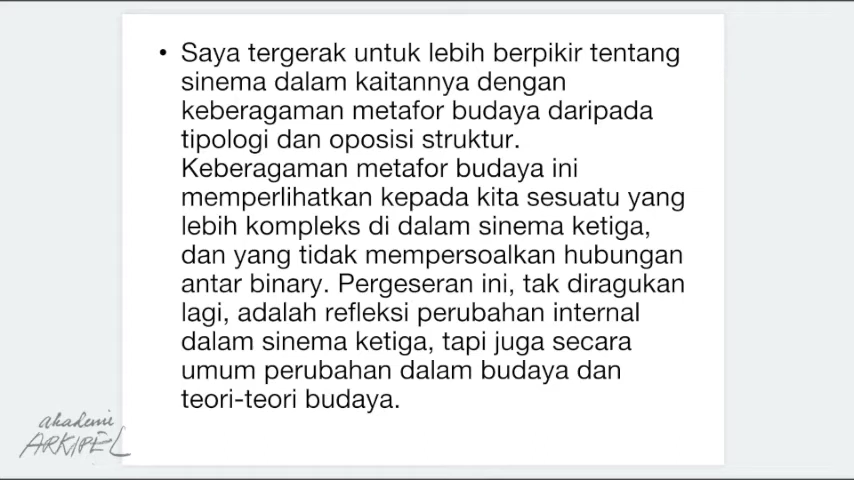 • Saya tergerak untuk lebih berpikir tentang
sinema dalam kaitannya dengan
keberagaman metafor budaya daripada
tipologi dan oposisi struktur.
Keberagaman metafor budaya ini
memperlihatkan kepada kita sesuatu yang
lebih kompleks di dalam sinema ketiga,
dan yang tidak mempersoalkan hubungan
antar binary. Pergeseran ini, tak diragukan
lagi, adalah refleksi perubahan internal
dalam sinema ketiga, tapi juga secara
umum perubahan dalam budaya dan
teori-teori budaya.
akademi
ARKIPEL